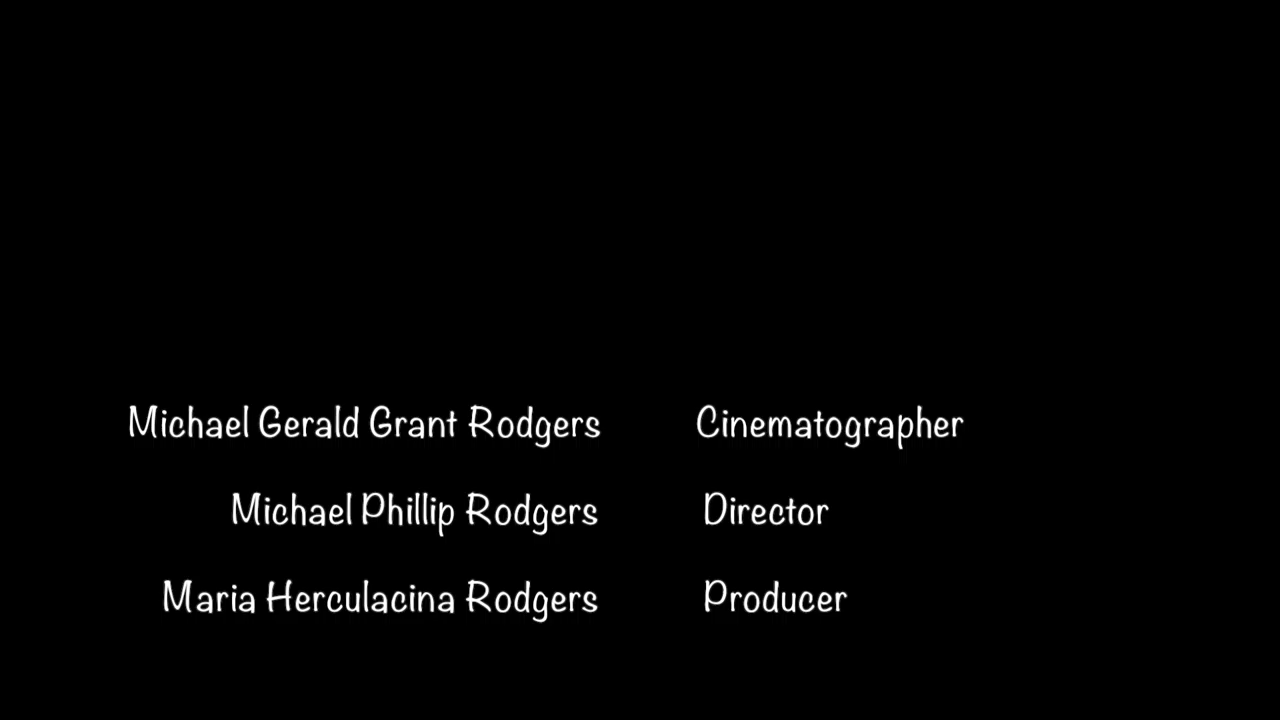 Michael Gerald Grant Rodgers Cinematographer
Michael Phillip Rodgers Director
Maria Herculacina Rodgers Producer